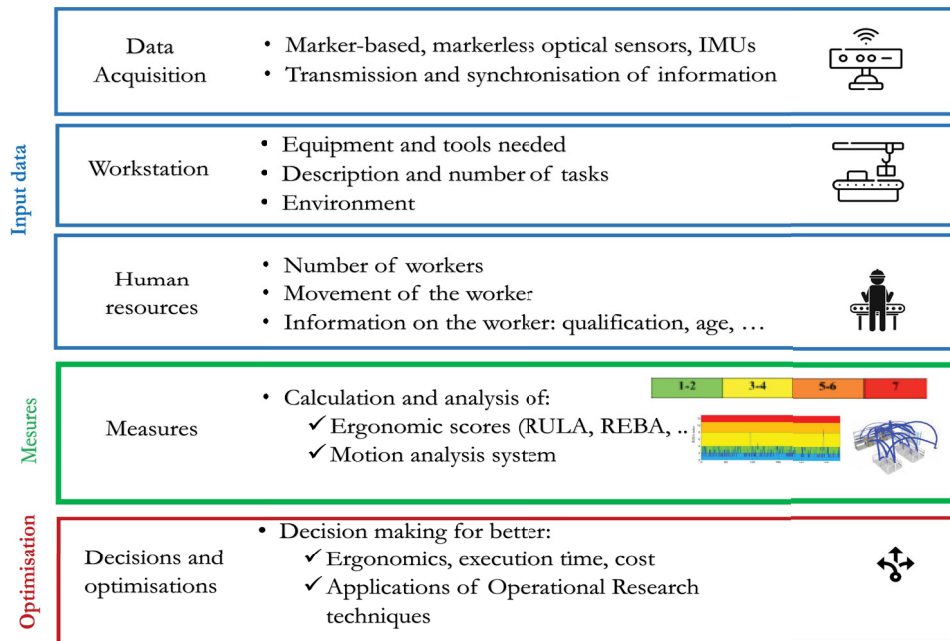 Input data
Data
Acquisition
• Marker-based, markerless optical sensors, IMUs
• Transmission and synchronisation of information
Workstation
• Equipment and tools needed
• Description and number of tasks
• Environment
Human
resources
• Number of workers
• Movement of the worker
• Information on the worker: qualification, age, …
Mesures
Measures
• Calculation and analysis of:
✓ Ergonomic scores (RULA, REBA, ..
✓ Motion analysis system
1-2 3-4 5-6 7
Optimisation
Decisions and
optimisations
• Decision making for better:
✓ Ergonomics, execution time, cost
✓ Applications of Operational Research
techniques